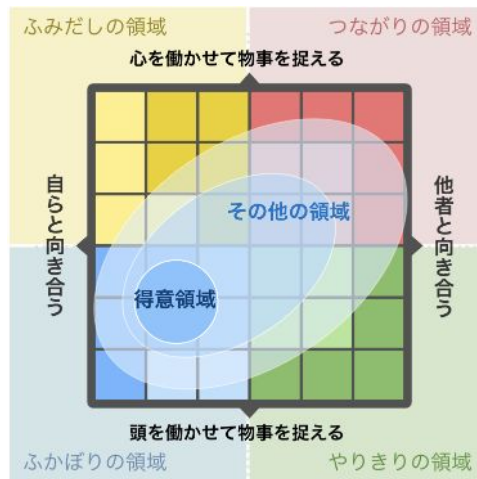 ふみだしの領域
つながりの領域
心を働かせて物事を捉える
自らと向き合う
他者と向き合う
その他の領域
得意領域
頭を働かせて物事を捉える
ふかぼりの領域
やりきりの領域